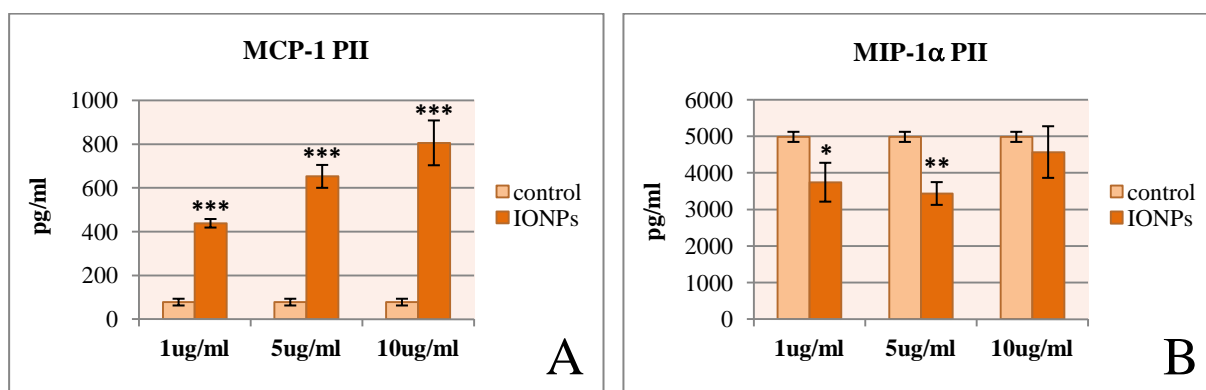 MCP-1 PII
pg/ml
1000
800
600
400
200
0
***
***
***
1ug/ml 5ug/ml 10ug/ml
control
IONPs
A
MIP-1α PII
pg/ml
6000
5000
4000
3000
2000
1000
0
*
**
1ug/ml 5ug/ml 10ug/ml
control
IONPs
B